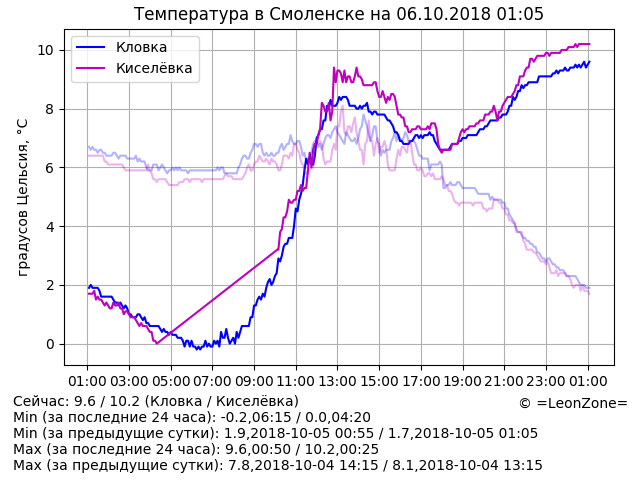 Температура в Смоленске на 06.10.2018 01:05
градусов Цельсия, °C
10
8
6
4
2
0
Кловка
Киселёвка
01:00 03:00 05:00 07:00 09:00 11:00 13:00 15:00 17:00 19:00 21:00 23:00 01:00
Сейчас: 9.6 / 10.2 (Кловка / Киселёвка)
© =LeonZone=
Min (за последние 24 часа): -0.2,06:15 / 0.0,04:20
Min (за предыдущие сутки): 1.9,2018-10-05 00:55 / 1.7,2018-10-05 01:05
Max (за последние 24 часа): 9.6,00:50 / 10.2,00:25
Max (за предыдущие сутки): 7.8,2018-10-04 14:15 / 8.1,2018-10-04 13:15